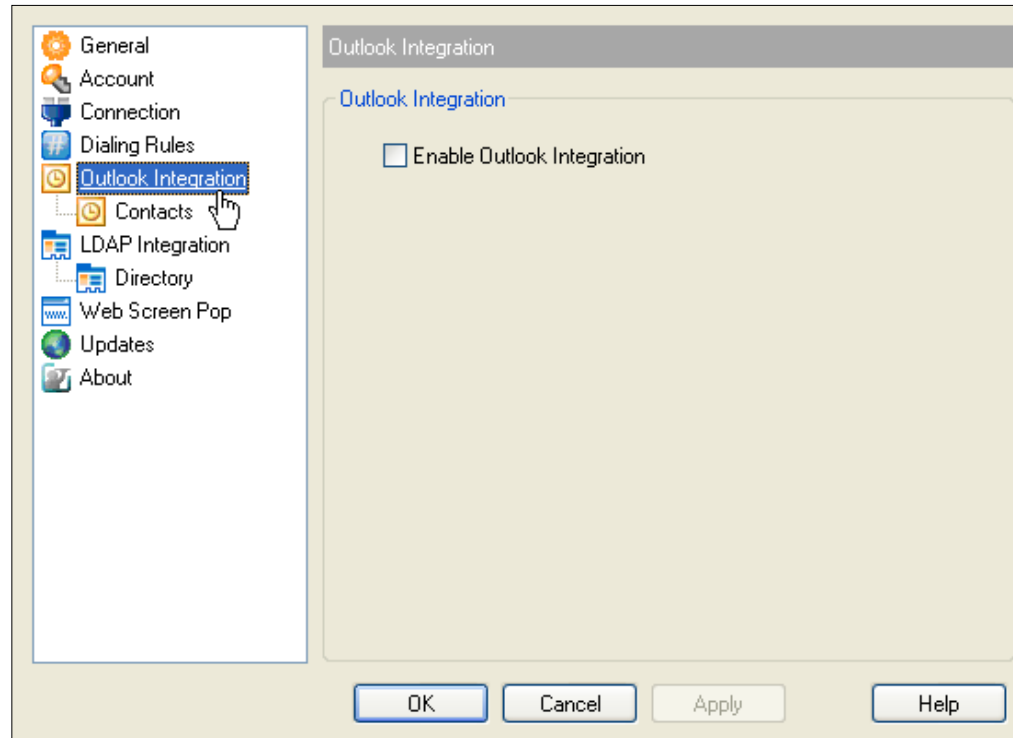 General
Account
Connection
Dialing Rules
Outlook Integration
Contacts
LDAP Integration
Directory
www.
Web Screen Pop
Updates
About
Outlook Integration
Outlook Integration
Enable Outlook Integration
OK
Cancel
Apply
Help